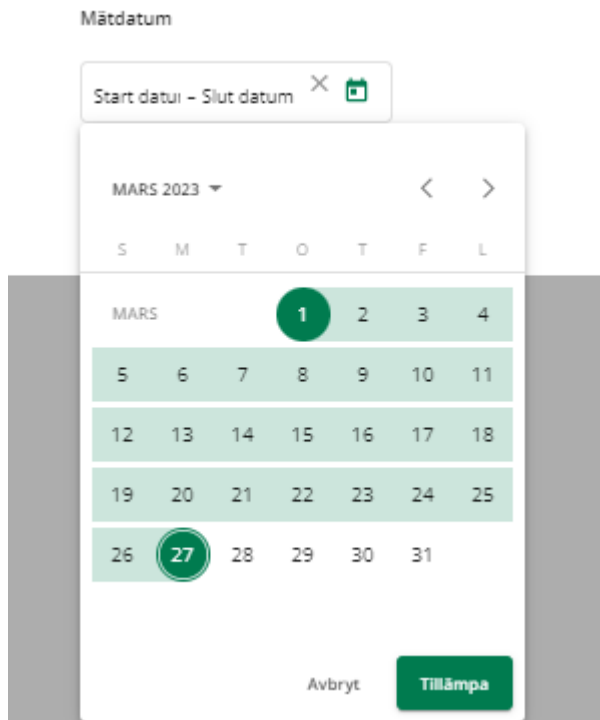 Mätdatum
Start datu – Slut datum
MARS 2023
S M T O T F L
MARS 1 2 3 4
5 6 7 8 9 10 11
12 13 14 15 16 17 18
19 20 21 22 23 24 25
26 27 28 29 30 31
Avbryt Tillämpa